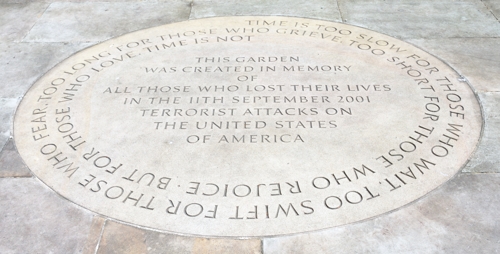 TIME IS TOO SLOW FOR THOSE WHO WAIT, TOO SWIFT FOR THOSE WHO FEAR, TOO LONG FOR THOSE WHO GRIEVE, TOO SHORT FOR THOSE WHO REJOICE · BUT FOR THOSE WHO LOVE, TIME IS NOT
THIS GARDEN
WAS CREATED IN MEMORY
OF
ALL THOSE WHO LOST THEIR LIVES
IN THE 11TH SEPTEMBER 2001
TERRORIST ATTACKS ON
THE UNITED STATES
OF AMERICA